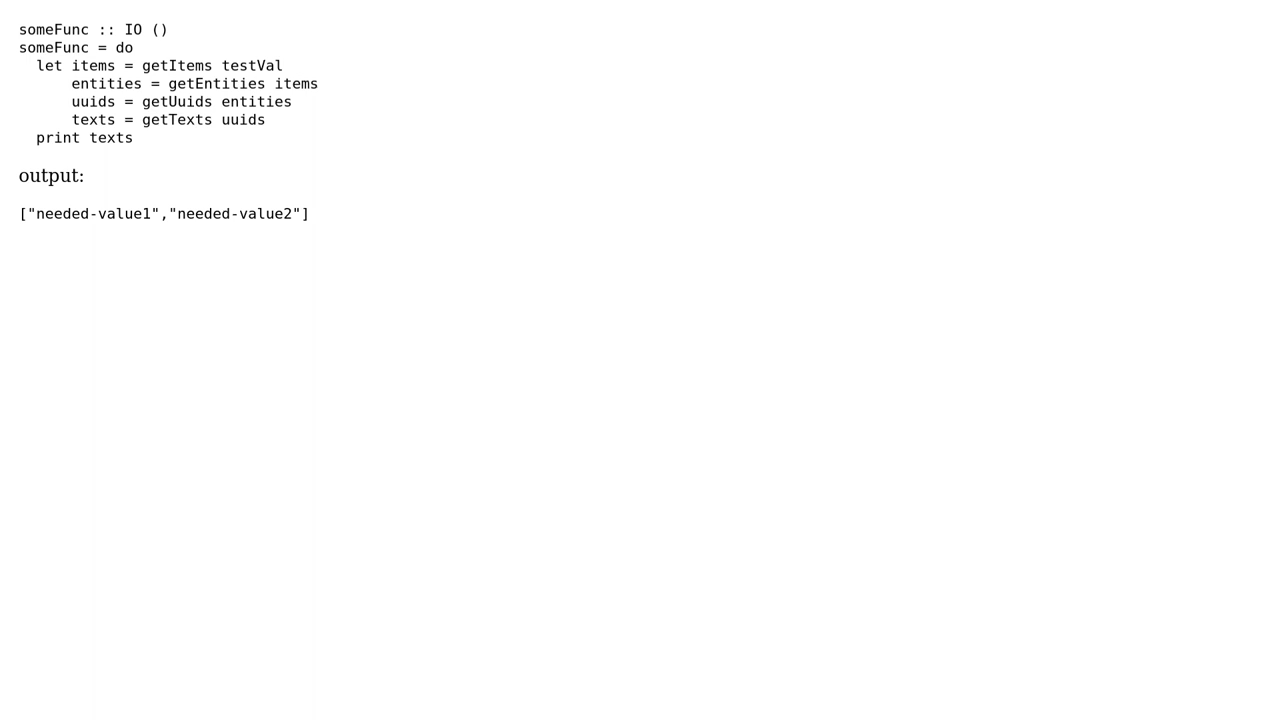 someFunc :: IO ()
someFunc = do
  let items = getItems testVal
      entities = getEntities items
      uuids = getUuids entities
      texts = getTexts uuids
  print texts
output:
["needed-value1","needed-value2"]